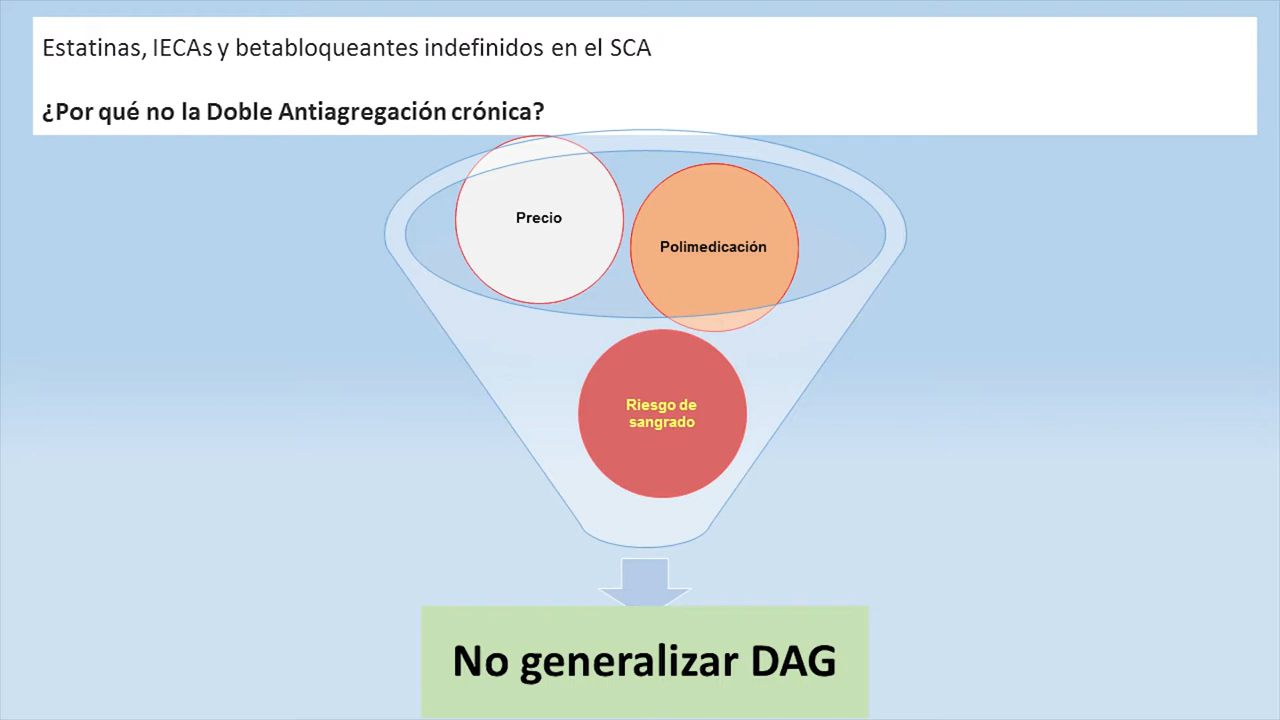 Estatinas, IECAs y betabloqueantes indefinidos en el SCA
¿Por qué no la Doble Antiagregación crónica?
Precio
Polimedicación
Riesgo de
sangrado
No generalizar DAG